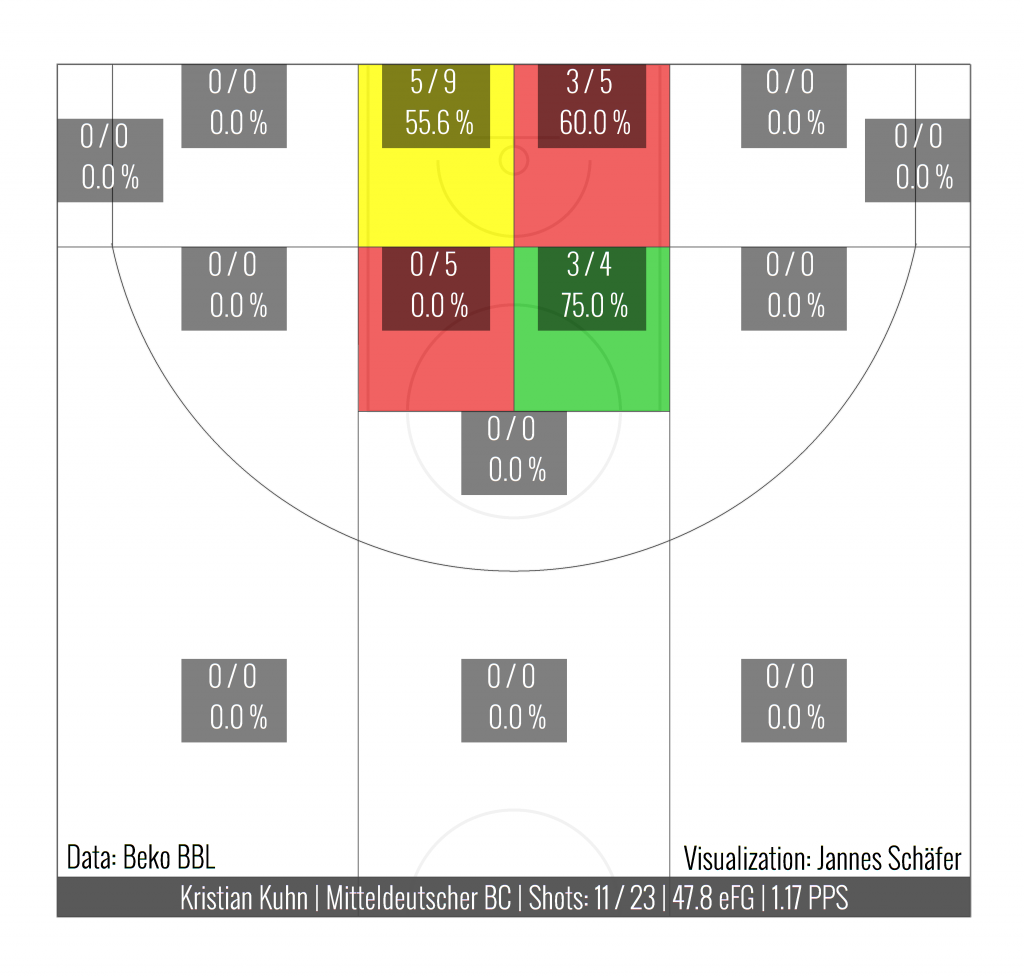 0 / 0
0.0 %
5 / 9
55.6 %
3 / 5
60.0 %
0 / 0
0.0 %
0 / 0
0.0 %
0 / 0
0.0 %
0 / 0
0.0 %
0 / 5
0.0 %
3 / 4
75.0 %
0 / 0
0.0 %
0 / 0
0.0 %
0 / 0
0.0 %
0 / 0
0.0 %
0 / 0
0.0 %
Data: Beko BBL
Visualization: Jannes Schäfer
Kristian Kuhn | Mitteldeutscher BC | Shots: 11 / 23 | 47.8 eFG | 1.17 PPS